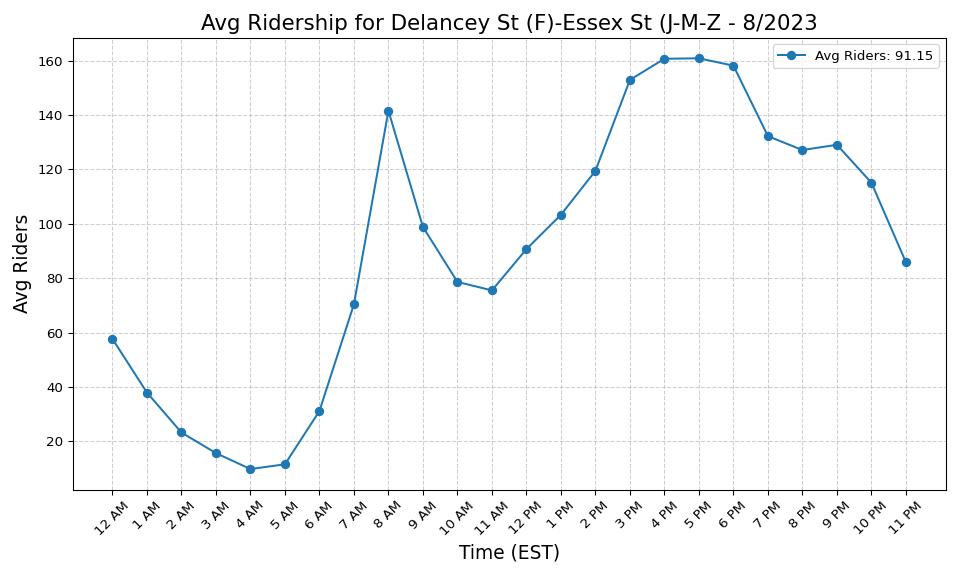 Avg Ridership for Delancey St (F)-Essex St (J-M-Z - 8/2023
Avg Riders: 91.15
Avg Riders
160
140
120
100
80
60
40
20
12 AM
1 AM
2 AM
3 AM
4 AM
5 AM
6 AM
7 AM
8 AM
9 AM
10 AM
11 AM
12 PM
1 PM
2 PM
3 PM
4 PM
5 PM
6 PM
7 PM
8 PM
9 PM
10 PM
11 PM
Time (EST)